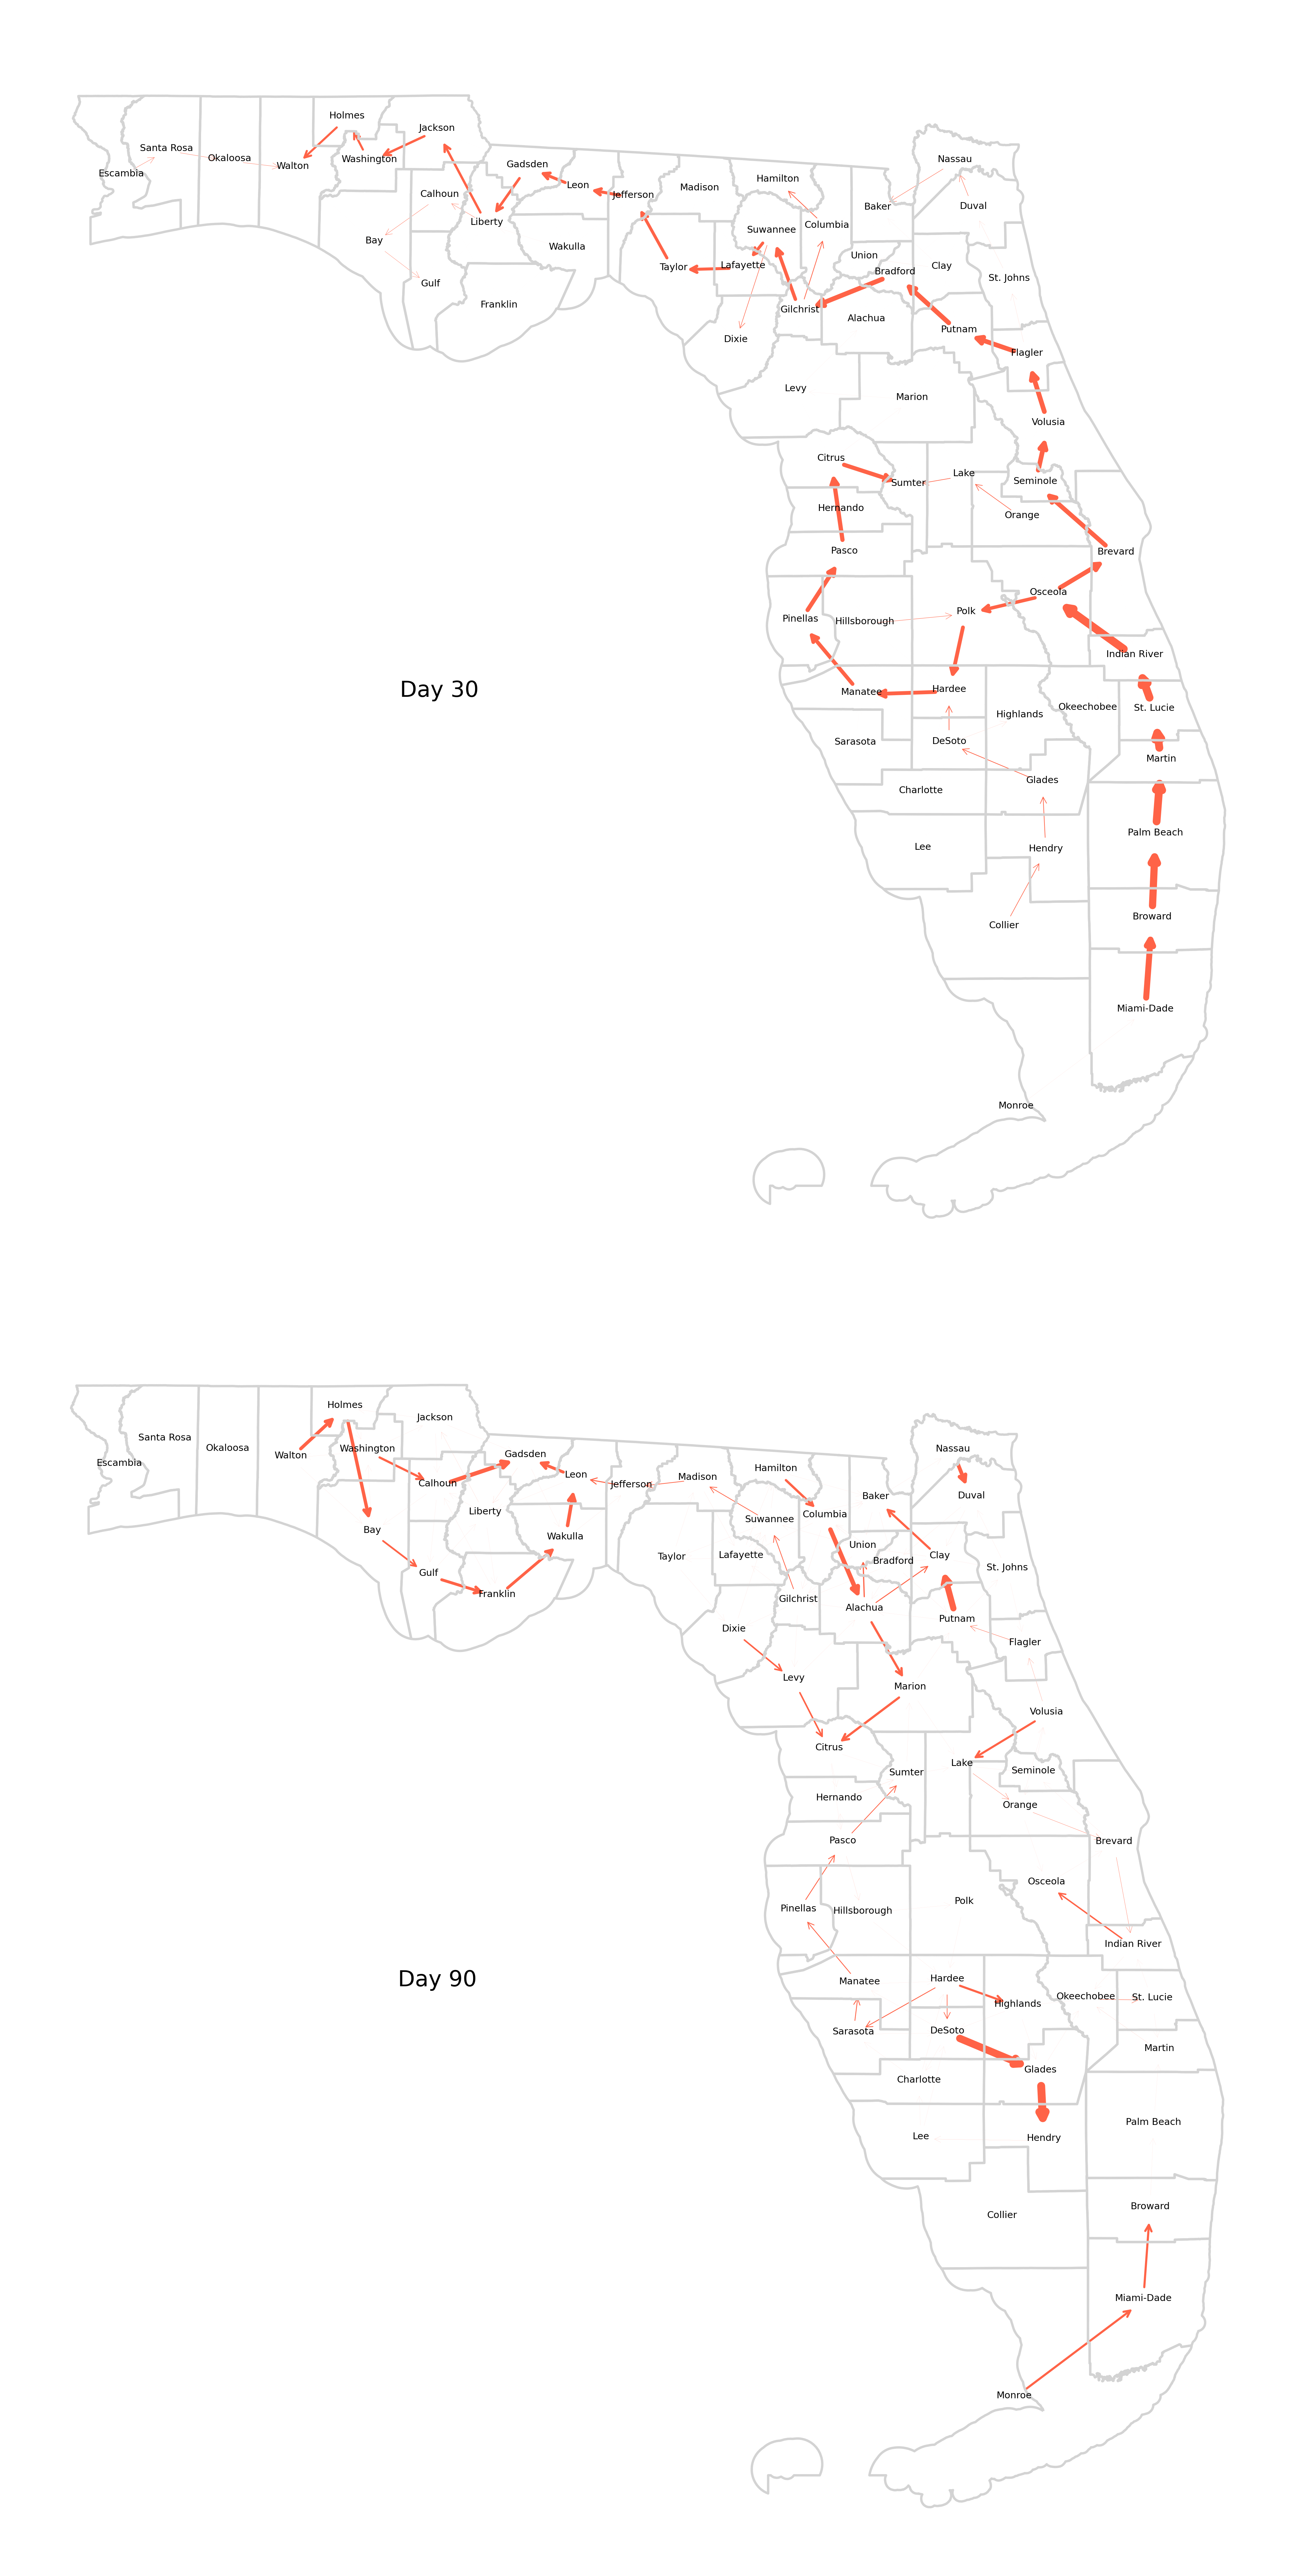 Holmes
Jackson
Santa Rosa
Okaloosa
Washington
Walton
Escambia
Gadsden
Nassau
Hamilton
Leon
Madison
Jefferson
Calhoun
Baker
Duval
Liberty
Columbia
Suwannee
Bay
Wakulla
Union
Lafayette
Taylor
Clay
Bradford
St. Johns
Gulf
Franklin
Gilchrist
Alachua
Putnam
Dixie
Flagler
Levy
Marion
Volusia
Citrus
Lake
Seminole
Sumter
Hernando
Orange
Pasco
Brevard
Osceola
Polk
Pinellas
Hillsborough
Indian River
Day 30
Manatee
Hardee
Okeechobee
St. Lucie
Highlands
Sarasota
DeSoto
Martin
Glades
Charlotte
Palm Beach
Lee
Hendry
Broward
Collier
Miami-Dade
Monroe
Holmes
Jackson
Santa Rosa
Okaloosa
Washington
Walton
Escambia
Gadsden
Nassau
Hamilton
Leon
Madison
Jefferson
Calhoun
Baker
Duval
Liberty
Columbia
Suwannee
Bay
Wakulla
Union
Lafayette
Taylor
Clay
Bradford
St. Johns
Gulf
Franklin
Gilchrist
Alachua
Putnam
Dixie
Flagler
Levy
Marion
Volusia
Citrus
Lake
Seminole
Sumter
Hernando
Orange
Pasco
Brevard
Osceola
Polk
Pinellas
Hillsborough
Indian River
Day 90
Manatee
Hardee
Okeechobee
St. Lucie
Highlands
Sarasota
DeSoto
Martin
Glades
Charlotte
Palm Beach
Lee
Hendry
Broward
Collier
Miami-Dade
Monroe